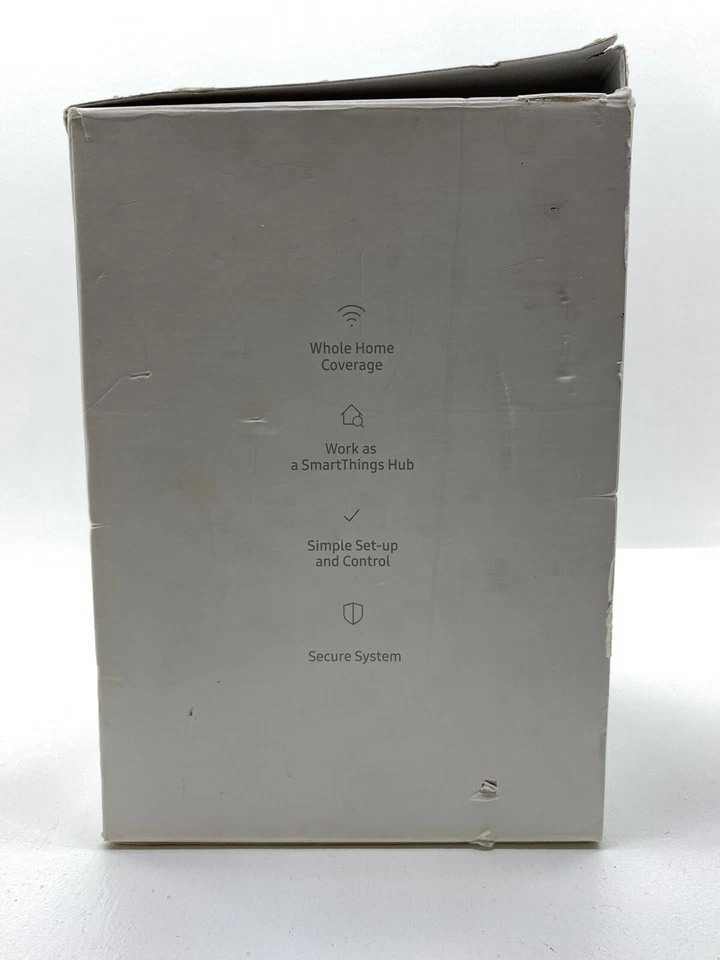 Whole Home
Coverage
Work as
a SmartThings Hub
Simple Set-up
and Control
Secure System